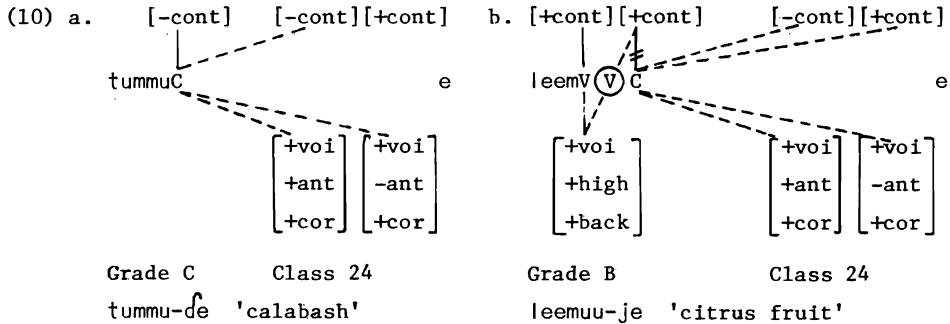 (10) a. [-cont] [-cont][+cont] b. [+cont][+cont] [-cont][+cont]
tummuC e leemV V C e
[+voi] [+voi] [+voi] [+voi] [+voi]
[+ant] [-ant] [+high] [+ant] [-ant]
[+cor] [+cor] [+back] [+cor] [+cor]
Grade C Class 24 Grade B Class 24
tummu-ɗe 'calabash' leemuu-je 'citrus fruit'